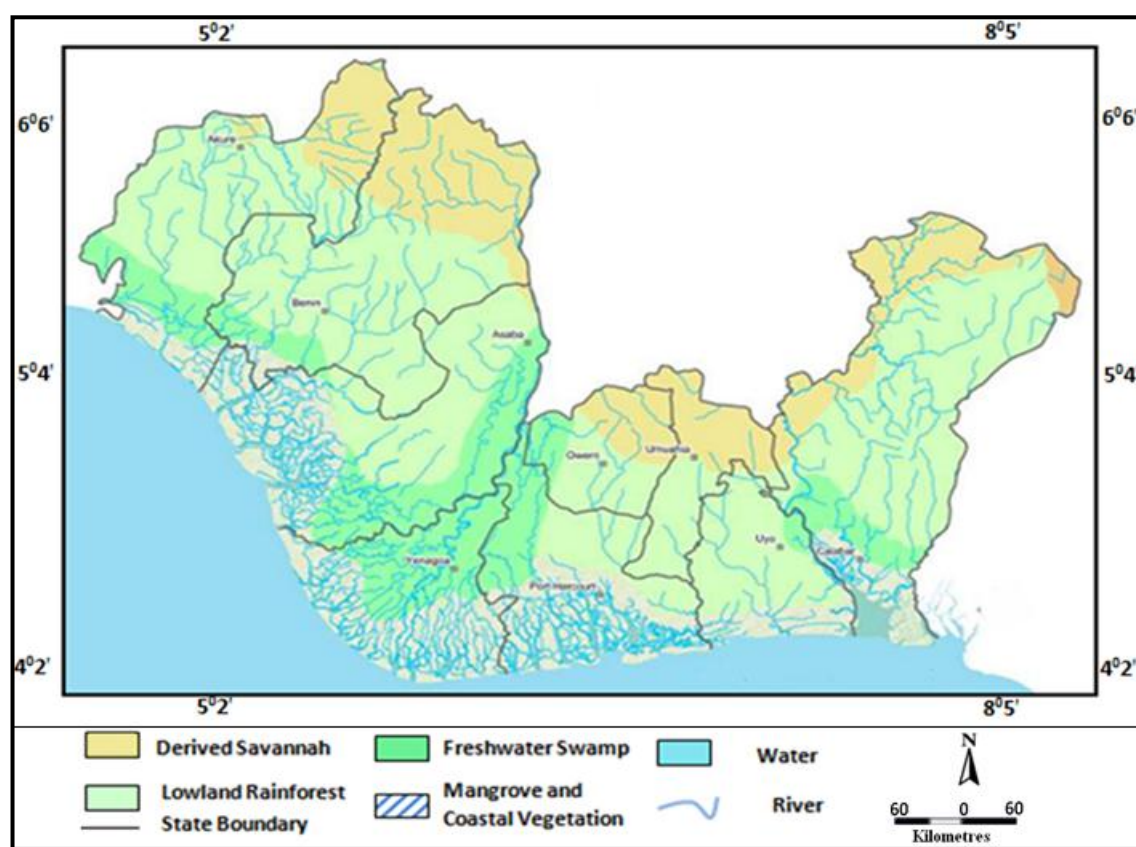 5⁰2' 8⁰5'
6⁰6' 6⁰6'
Akure
Benin
Asaba
5⁰4' 5⁰4'
Owerri Umuahia
Uyo
Calabar
Yenagoa
Port Harcourt
4⁰2' 4⁰2'
5⁰2' 8⁰5'
Derived Savannah
Freshwater Swamp
Water
N
Lowland Rainforest
Mangrove and
Coastal Vegetation
River
State Boundary
60 0 60
Kilometres